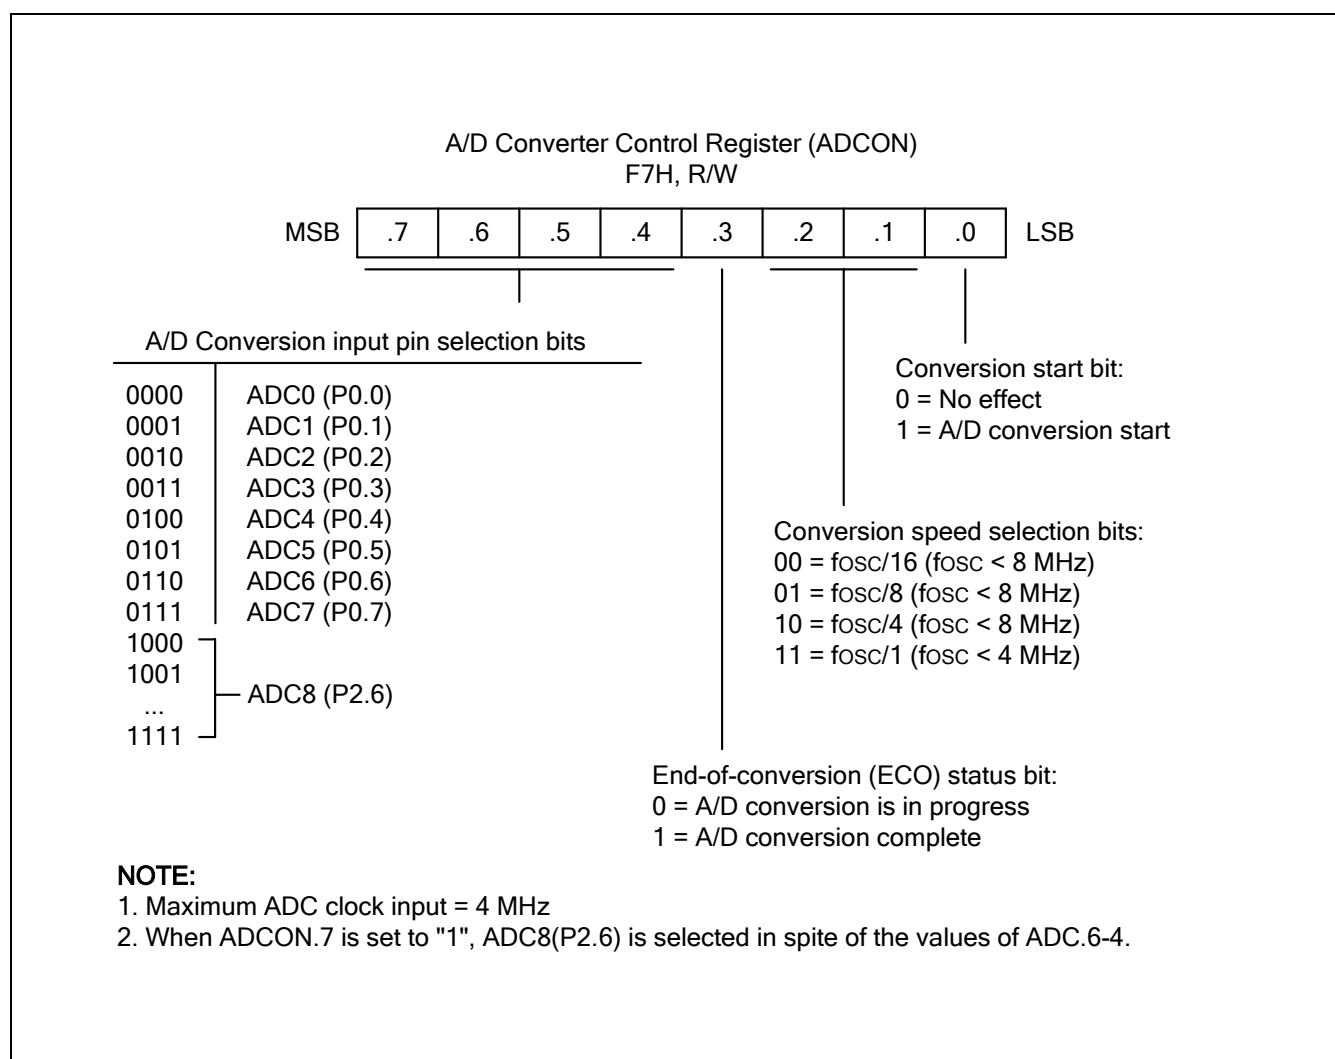 A/D Converter Control Register (ADCON)
F7H, R/W
MSB .7 .6 .5 .4 .3 .2 .1 .0 LSB
A/D Conversion input pin selection bits
0000 ADC0 (P0.0)
0001 ADC1 (P0.1)
0010 ADC2 (P0.2)
0011 ADC3 (P0.3)
0100 ADC4 (P0.4)
0101 ADC5 (P0.5)
0110 ADC6 (P0.6)
0111 ADC7 (P0.7)
1000
1001
...
1111
ADC8 (P2.6)
Conversion start bit:
0 = No effect
1 = A/D conversion start
Conversion speed selection bits:
00 = fOSC/16 (fOSC < 8 MHz)
01 = fOSC/8 (fOSC < 8 MHz)
10 = fOSC/4 (fOSC < 8 MHz)
11 = fOSC/1 (fOSC < 4 MHz)
End-of-conversion (ECO) status bit:
0 = A/D conversion is in progress
1 = A/D conversion complete
NOTE:
1. Maximum ADC clock input = 4 MHz
2. When ADCON.7 is set to "1", ADC8(P2.6) is selected in spite of the values of ADC.6-4.